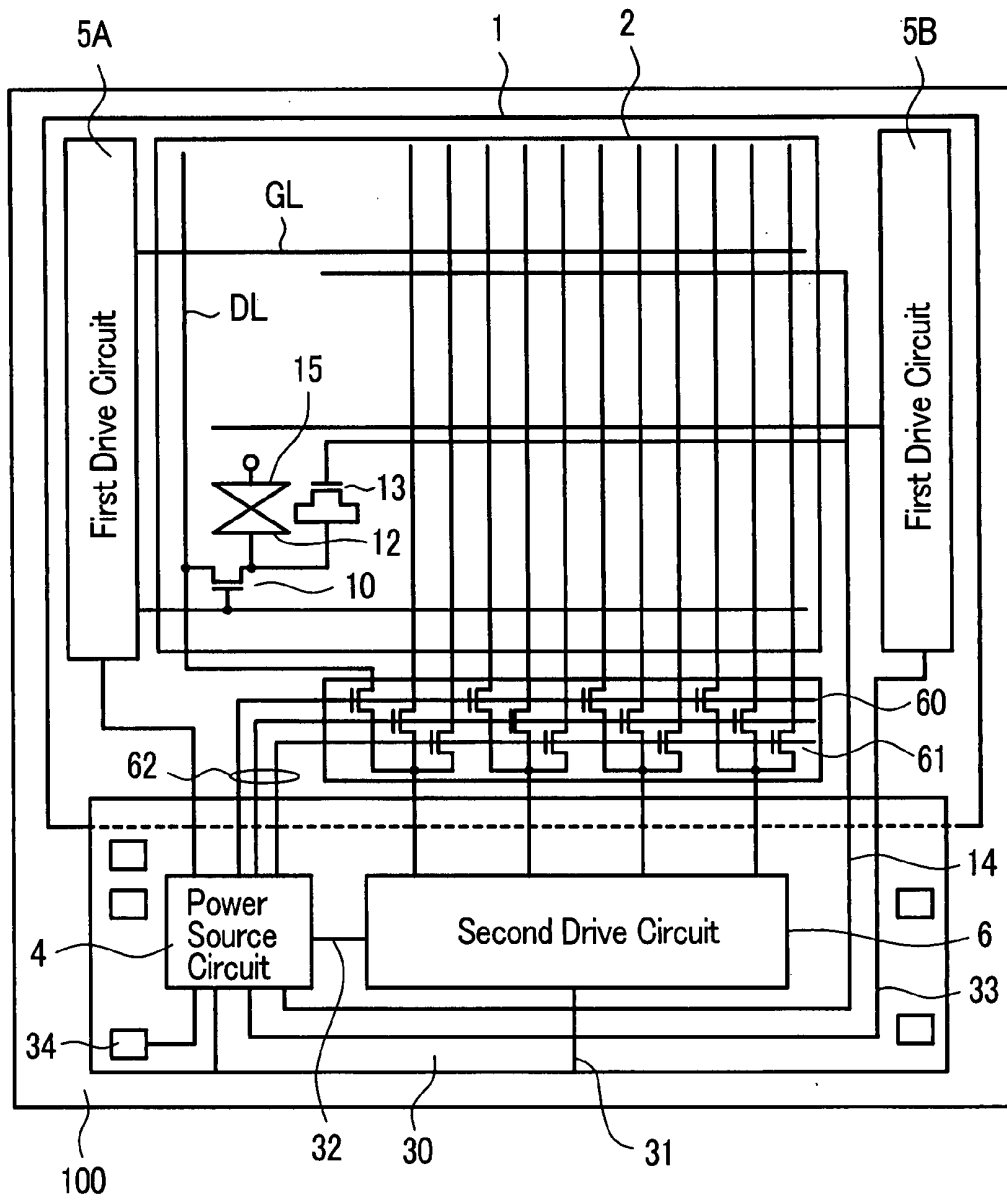 5A
1
2
5B
GL
DL
First Drive Circuit
15
13
12
10
First Drive Circuit
60
61
62
14
Power
Source
Circuit
4
Second Drive Circuit
6
33
34
32
30
31
100